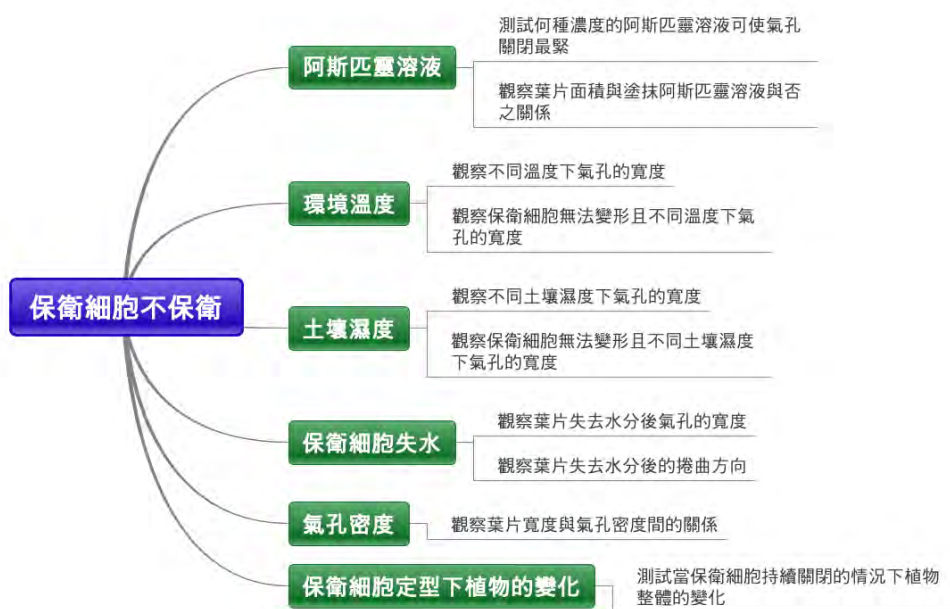 保衛細胞不保衛
阿斯匹靈溶液
測試何種濃度的阿斯匹靈溶液可使氣孔
關閉最緊
觀察葉片面積與塗抹阿斯匹靈溶液與否
之關係
環境溫度
觀察不同溫度下氣孔的寬度
觀察保衛細胞無法變形且不同溫度下氣
孔的寬度
土壤濕度
觀察不同土壤濕度下氣孔的寬度
觀察保衛細胞無法變形且不同土壤濕度
下氣孔的寬度
保衛細胞失水
觀察葉片失去水分後氣孔的寬度
觀察葉片失去水分後的捲曲方向
氣孔密度
觀察葉片寬度與氣孔密度間的關係
保衛細胞定型下植物的變化
測試當保衛細胞持續關閉的情況下植物
整體的變化